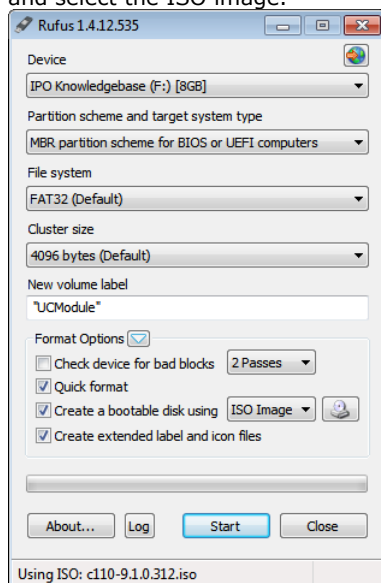 and select the ISO image.
Rufus 1.4.12.535
Device
IPO Knowledgebase (F:) [8GB]
Partition scheme and target system type
MBR partition scheme for BIOS or UEFI computers
File system
FAT32 (Default)
Cluster size
4096 bytes (Default)
New volume label
"UCModule"
Format Options
Check device for bad blocks 2 Passes
Quick format
Create a bootable disk using ISO Image
Create extended label and icon files
About... Log Start Close
Using ISO: c110-9.1.0.312.iso